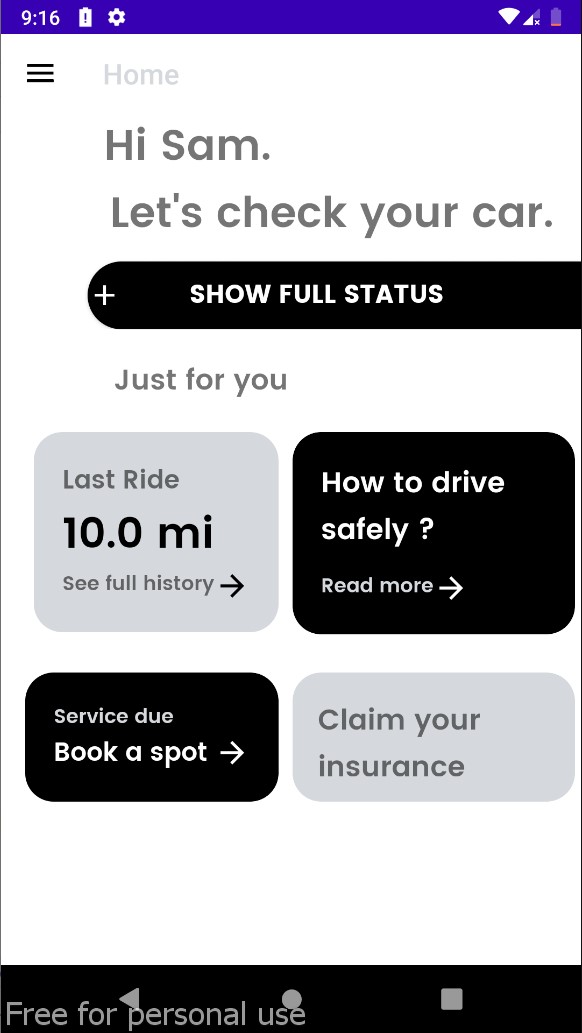 9:16
Home
Hi Sam.
Let's check your car.
+ SHOW FULL STATUS
Just for you
Last Ride
10.0 mi
See full history
How to drive
safely ?
Read more
Service due
Book a spot
Claim your
insurance
Free for personal use